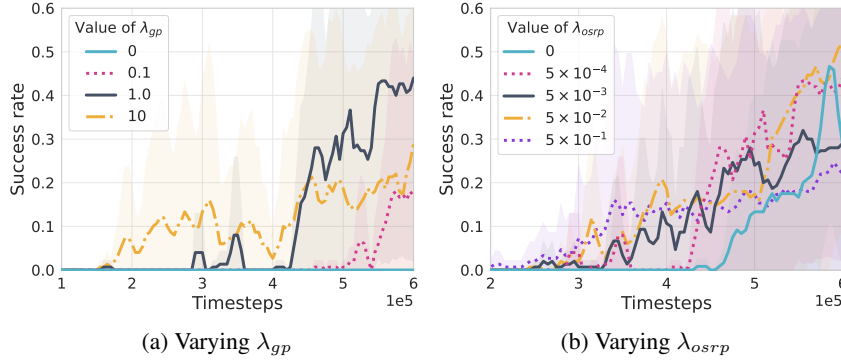 Value of λgp
0
0.1
1.0
10
Success rate
0.6
0.5
0.4
0.3
0.2
0.1
0.0
1 2 3 4 5 6
1e5
Timesteps
(a) Varying λgp
Value of λosrp
0
5 × 10⁻⁴
5 × 10⁻³
5 × 10⁻²
5 × 10⁻¹
Success rate
0.6
0.5
0.4
0.3
0.2
0.1
0.0
2 3 4 5 6
1e5
Timesteps
(b) Varying λosrp